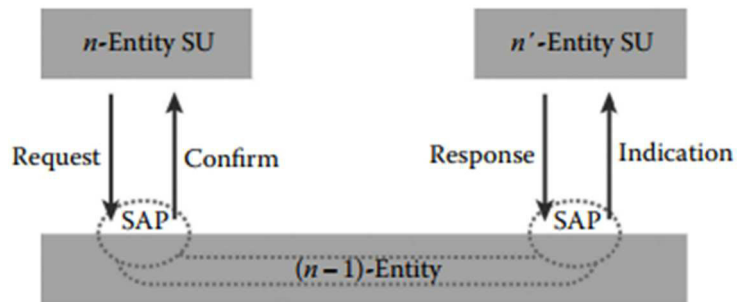 n-Entity SU
n′-Entity SU
Request
Confirm
Response
Indication
SAP
SAP
(n – 1)-Entity